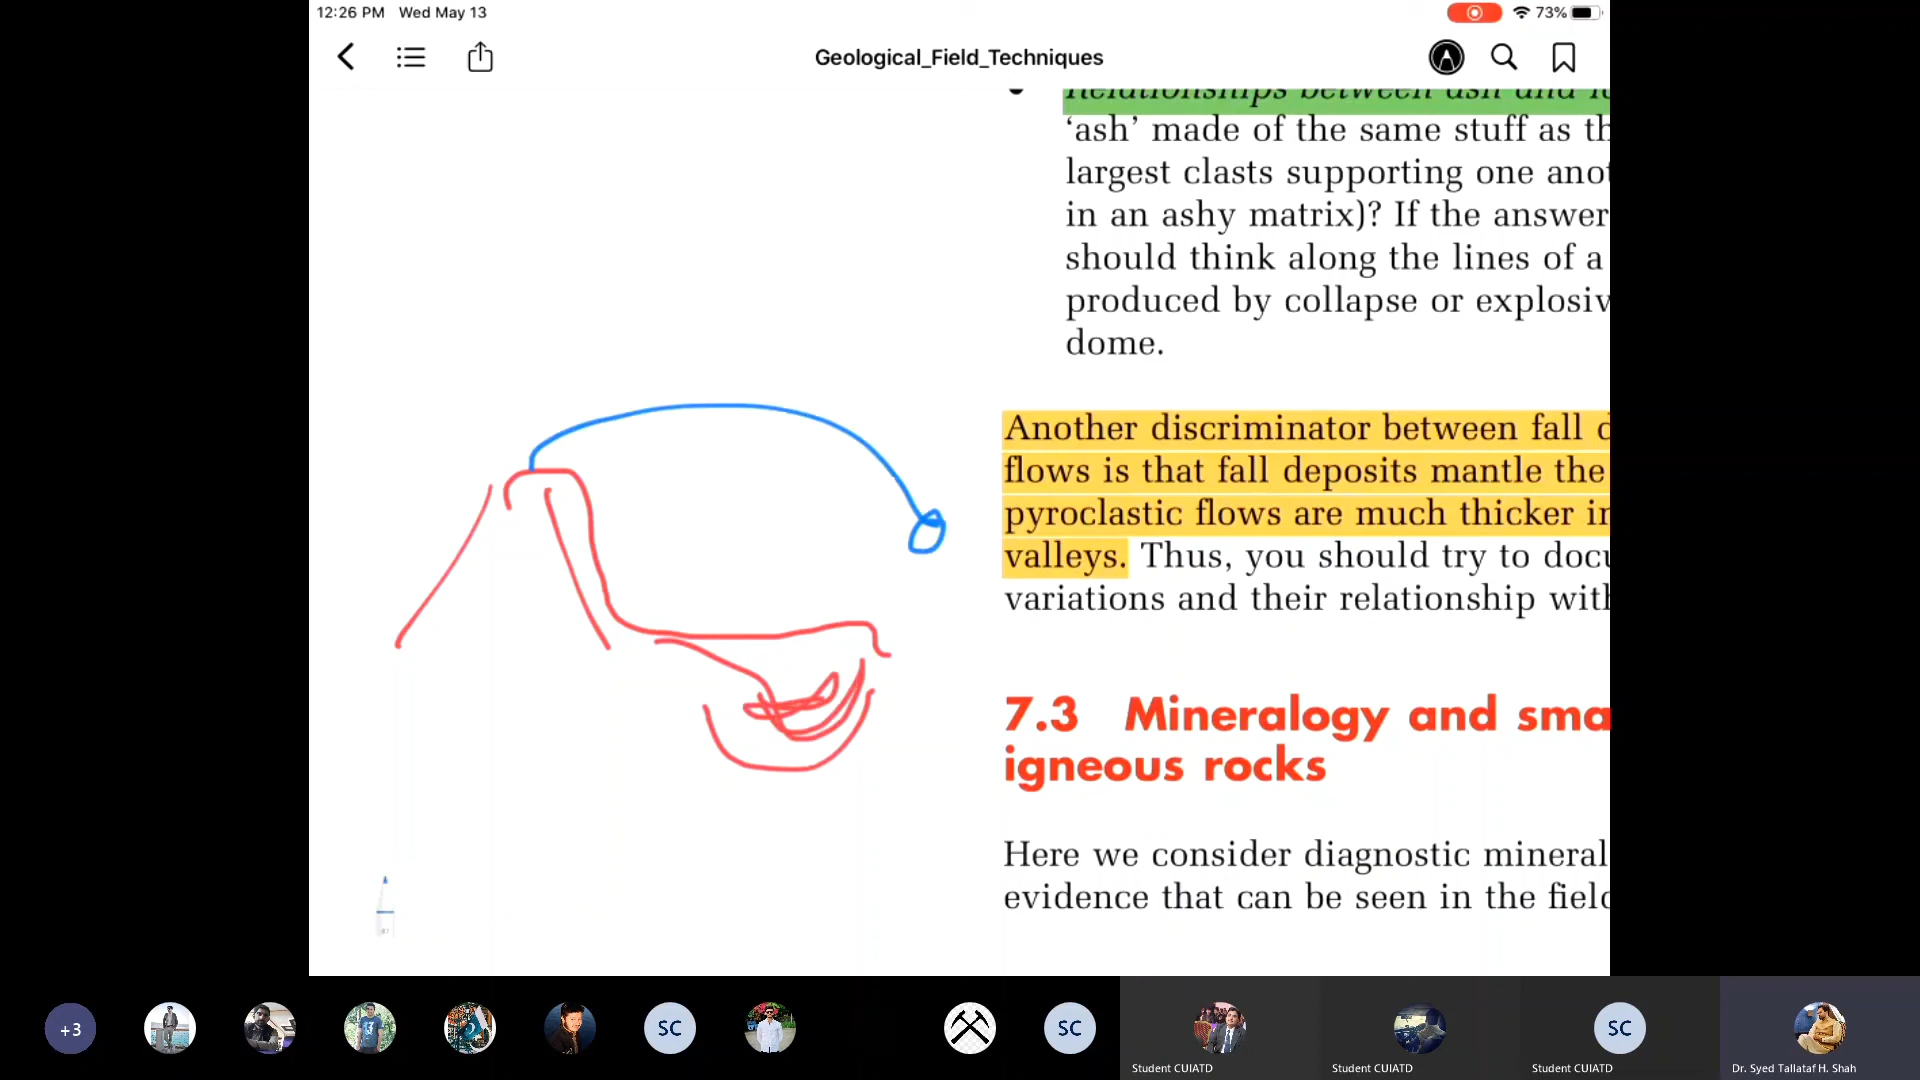 12:26 PM Wed May 13
73%
Geological_Field_Techniques
Relationships between ash and
‘ash’ made of the same stuff as th
largest clasts supporting one anot
in an ashy matrix)? If the answer
should think along the lines of a
produced by collapse or explosiv
dome.
Another discriminator between fall d
flows is that fall deposits mantle the
pyroclastic flows are much thicker in
valleys. Thus, you should try to docu
variations and their relationship with
7.3 Mineralogy and sma
igneous rocks
Here we consider diagnostic mineral
evidence that can be seen in the field
+3
SC
SC
SC
Student CUIATD
Student CUIATD
Student CUIATD
Dr. Syed Tallataf H. Shah